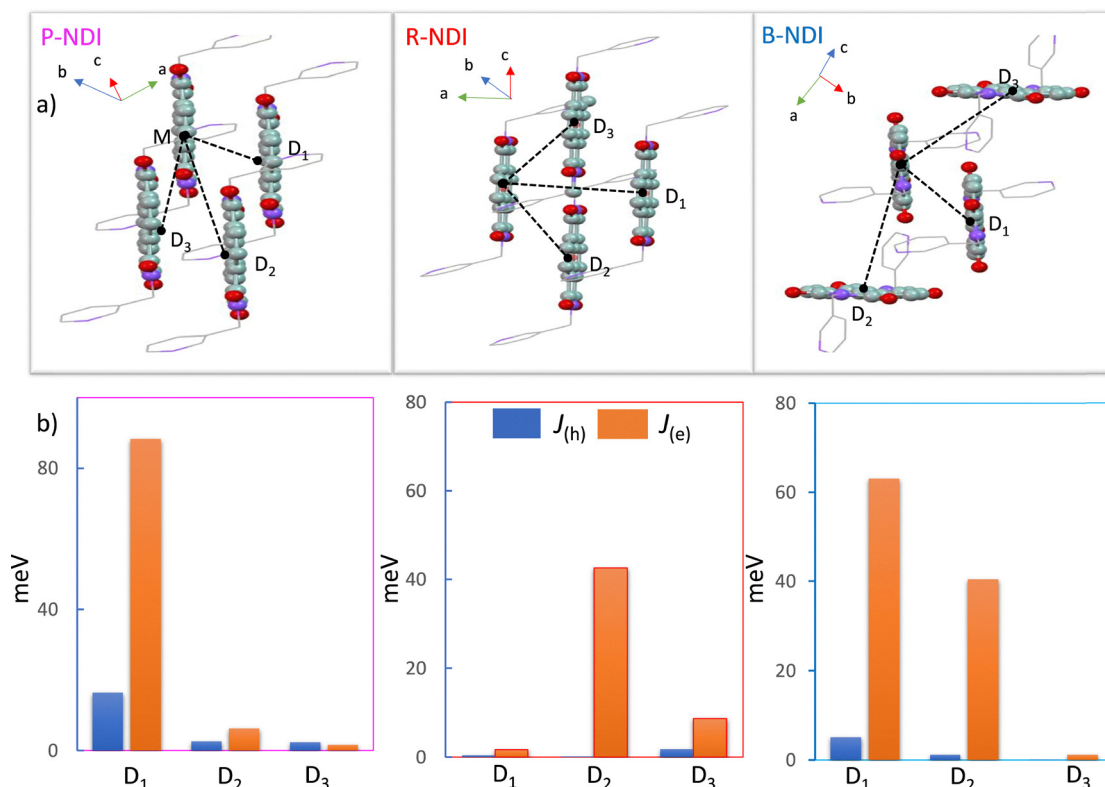 P-NDI
R-NDI
B-NDI
a)
b c a
M
D1
D2
D3
a b c
D3
D1
D2
c
a b
D3
D1
D2
b)
J(h) J(e)
meV
80
40
0
D1 D2 D3
meV
80
60
40
20
0
D1 D2 D3
meV
80
60
40
20
0
D1 D2 D3